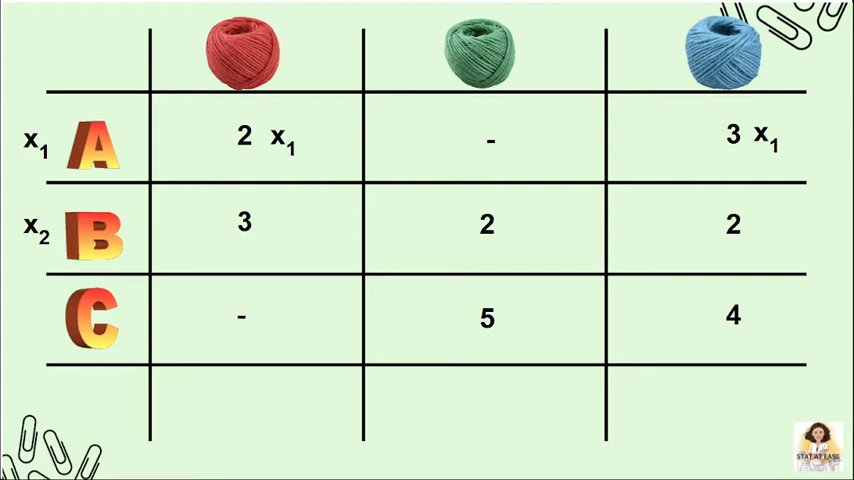 x₁ A 2 x₁ - 3 x₁
x₂ B 3 2 2
C - 5 4
STAT AT EASE